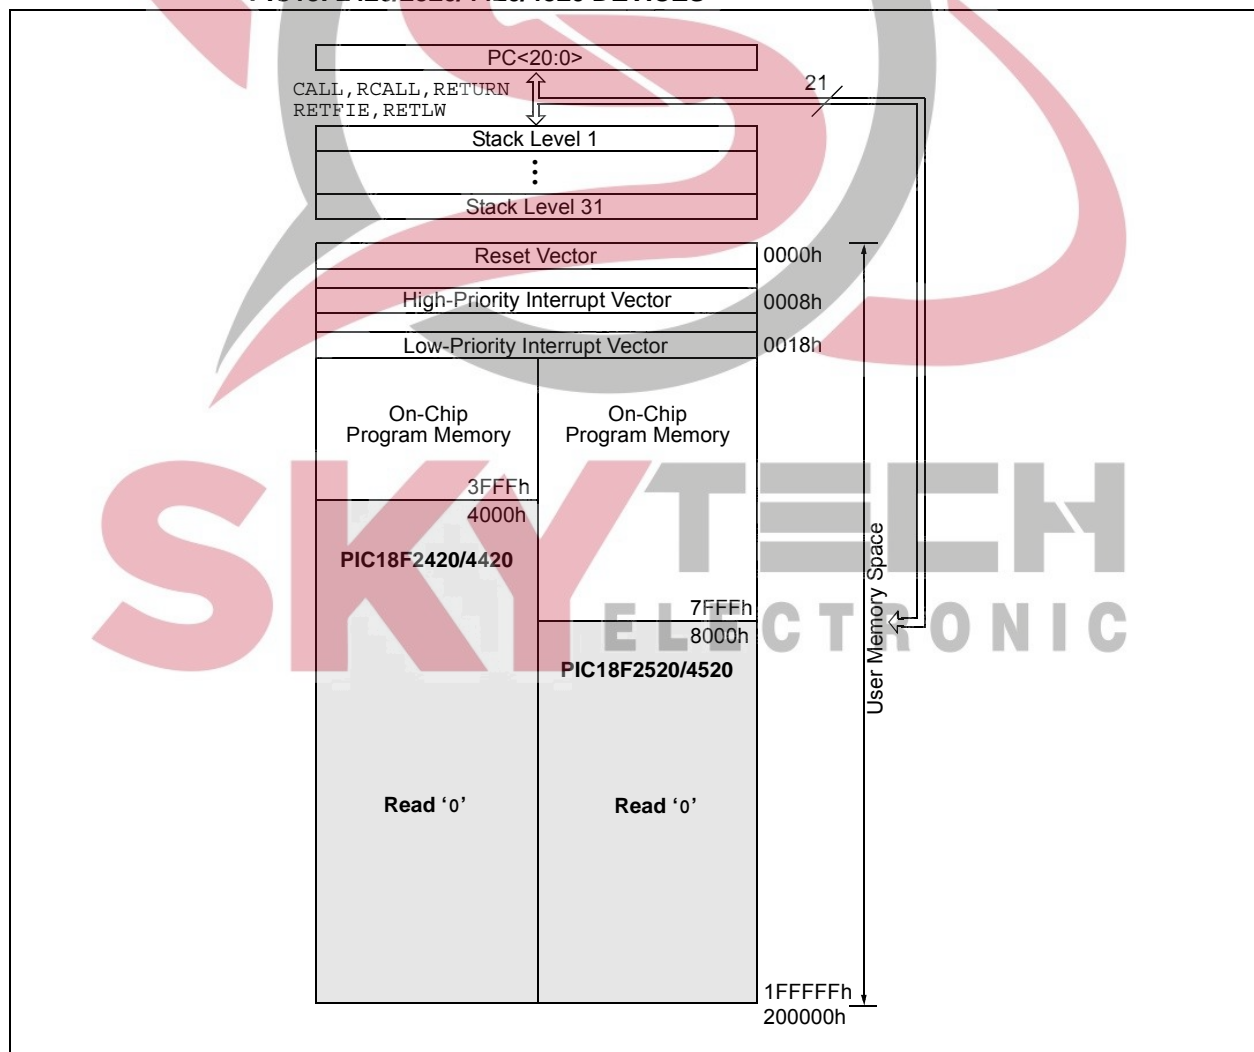 PC<20:0>
CALL,RCALL,RETURN
RETFIE,RETLW
21
Stack Level 1
Stack Level 31
Reset Vector
0000h
High-Priority Interrupt Vector
0008h
Low-Priority Interrupt Vector
0018h
On-Chip
Program Memory
On-Chip
Program Memory
3FFFh
4000h
PIC18F2420/4420
7FFFh
8000h
PIC18F2520/4520
User Memory Space
Read ‘0’
Read ‘0’
1FFFFFh
200000h
SKYTECH
ELECTRONIC